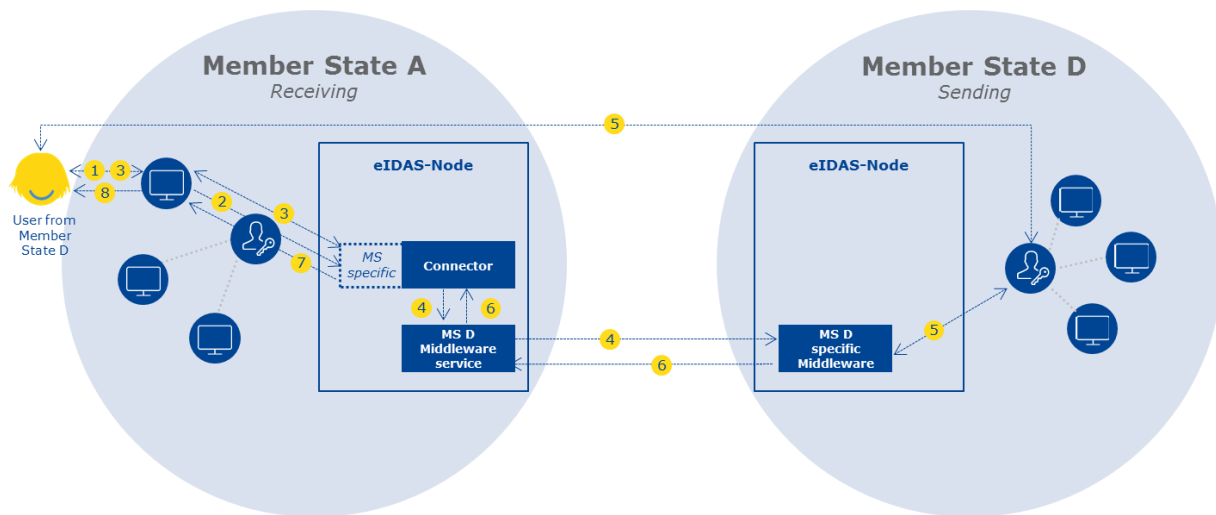 Member State A
Receiving
Member State D
Sending
5
eIDAS-Node
eIDAS-Node
1
3
8
2
3
7
User from
Member
State D
MS
specific
Connector
4
6
MS D
Middleware
service
4
6
MS D
specific
Middleware
5